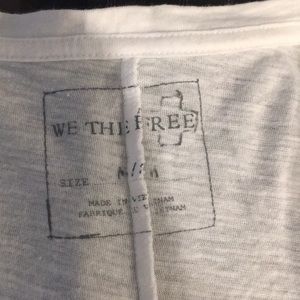 WE THE FREE
SIZE M/M
MADE IN VIETNAM
FABRIQUE VIETNAM